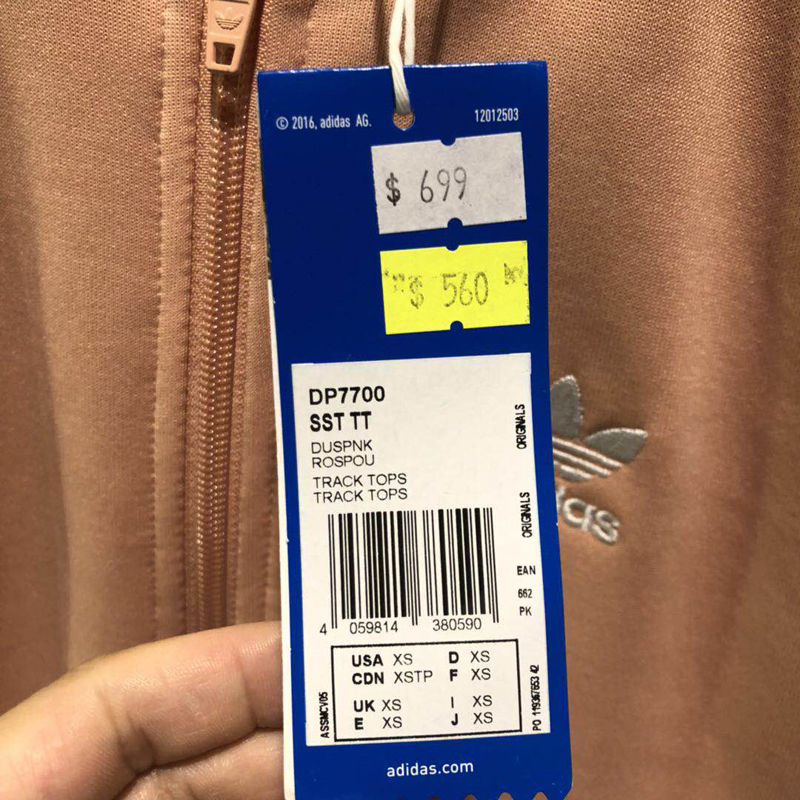 © 2016, adidas AG.
12012503
$ 699
$ 560
DP7700
SST TT
DUSPNK
ROSPOU
TRACK TOPS
TRACK TOPS
ORIGINALS
ORIGINALS
EAN
662
PK
4 059814 380590
USA XS D XS
CDN XSTP F XS
UK XS I XS
E XS J XS
ASSMCV05
adidas.com